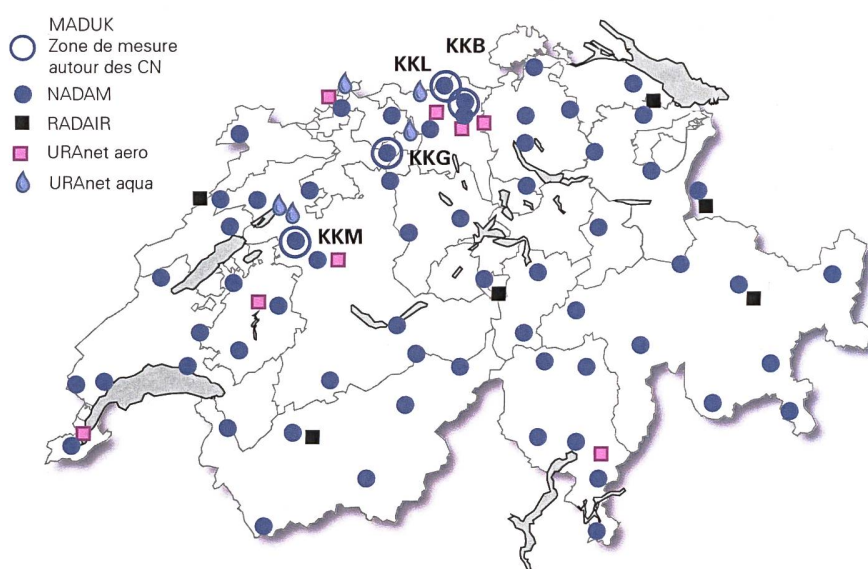 MADUK
Zone de mesure
autour des CN
NADAM
RADAIR
URAnet aero
URAnet aqua
KKB
KKL
KKG
KKM